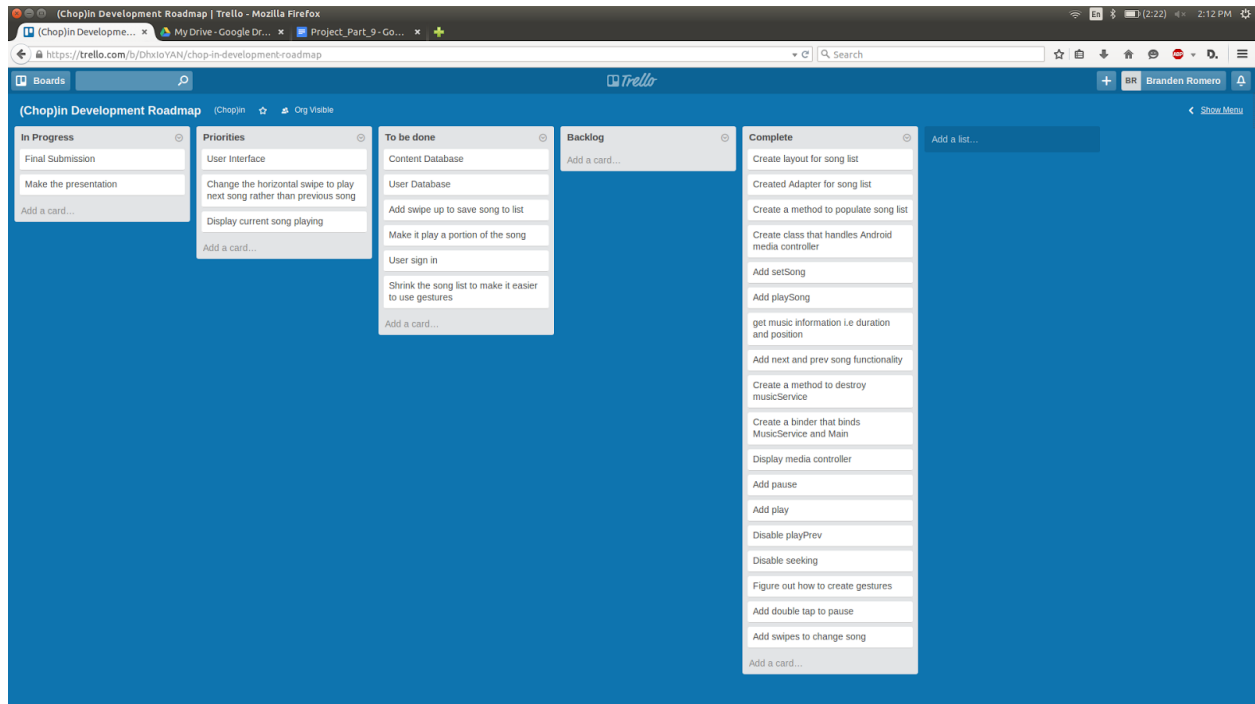 (Chop)in Development Roadmap | Trello - Mozilla Firefox
En
(2:22)
2:12 PM
(Chop)in Developme...
My Drive - Google Dr...
Project_Part_9 - Go...
https://trello.com/b/DhxIoYAN/chop-in-development-roadmap
Search
ABP
D.
Boards
Trello
BR Branden Romero
(Chop)in Development Roadmap
(Chop)in
Org Visible
Show Menu
In Progress
Final Submission
Make the presentation
Add a card...
Priorities
User Interface
Change the horizontal swipe to play
next song rather than previous song
Display current song playing
Add a card...
To be done
Content Database
User Database
Add swipe up to save song to list
Make it play a portion of the song
User sign in
Shrink the song list to make it easier
to use gestures
Add a card...
Backlog
Add a card...
Complete
Create layout for song list
Created Adapter for song list
Create a method to populate song list
Create class that handles Android
media controller
Add setSong
Add playSong
get music information i.e duration
and position
Add next and prev song functionality
Create a method to destroy
musicService
Create a binder that binds
MusicService and Main
Display media controller
Add pause
Add play
Disable playPrev
Disable seeking
Figure out how to create gestures
Add double tap to pause
Add swipes to change song
Add a card...
Add a list...